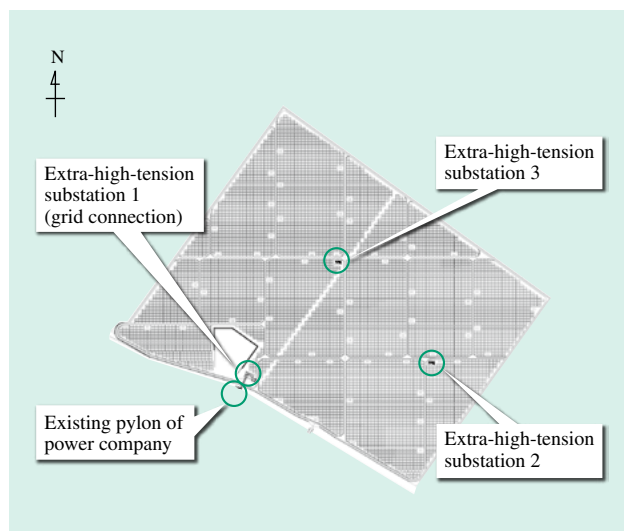 N
Extra-high-tension
substation 1
(grid connection)
Extra-high-tension
substation 3
Existing pylon of
power company
Extra-high-tension
substation 2